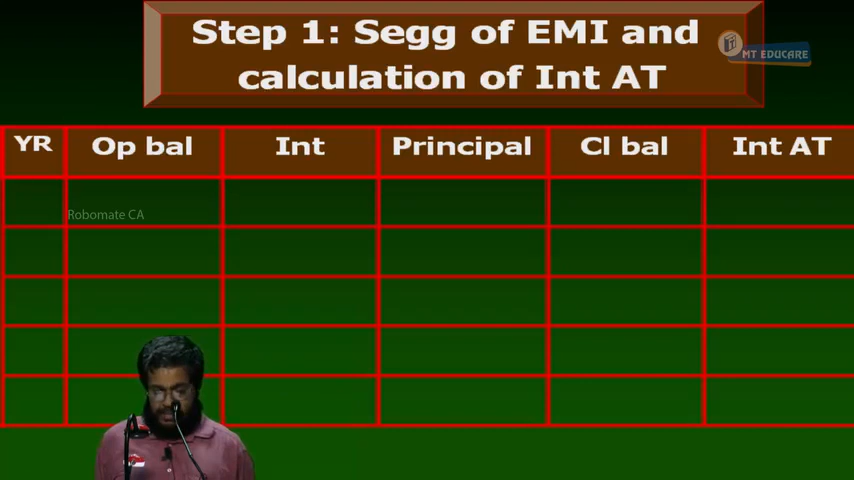 Step 1: Segg of EMI and
calculation of Int AT
MT EDUCARE
YR Op bal Int Principal Cl bal Int AT
Robomate CA